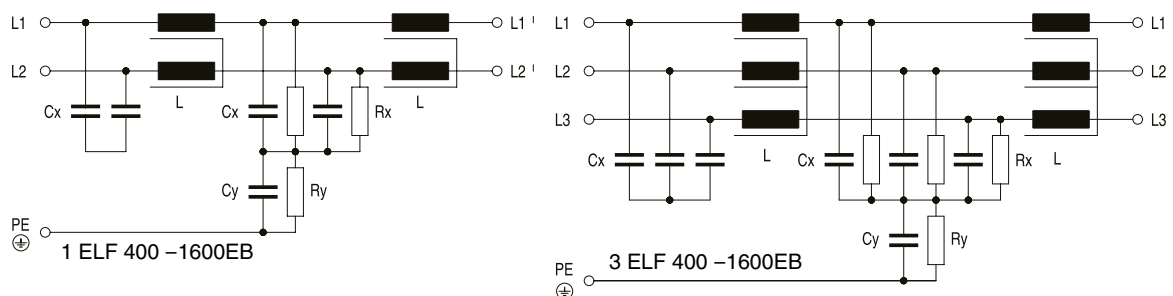 L1
L1 '
L2
L2 '
Cx
L
Cx
Rx
L
Cy
Ry
PE
1 ELF 400 –1600EB
L1
L1
L2
L2
L3
L3
Cx
L
Cx
Rx
L
Cy
Ry
PE
3 ELF 400 –1600EB